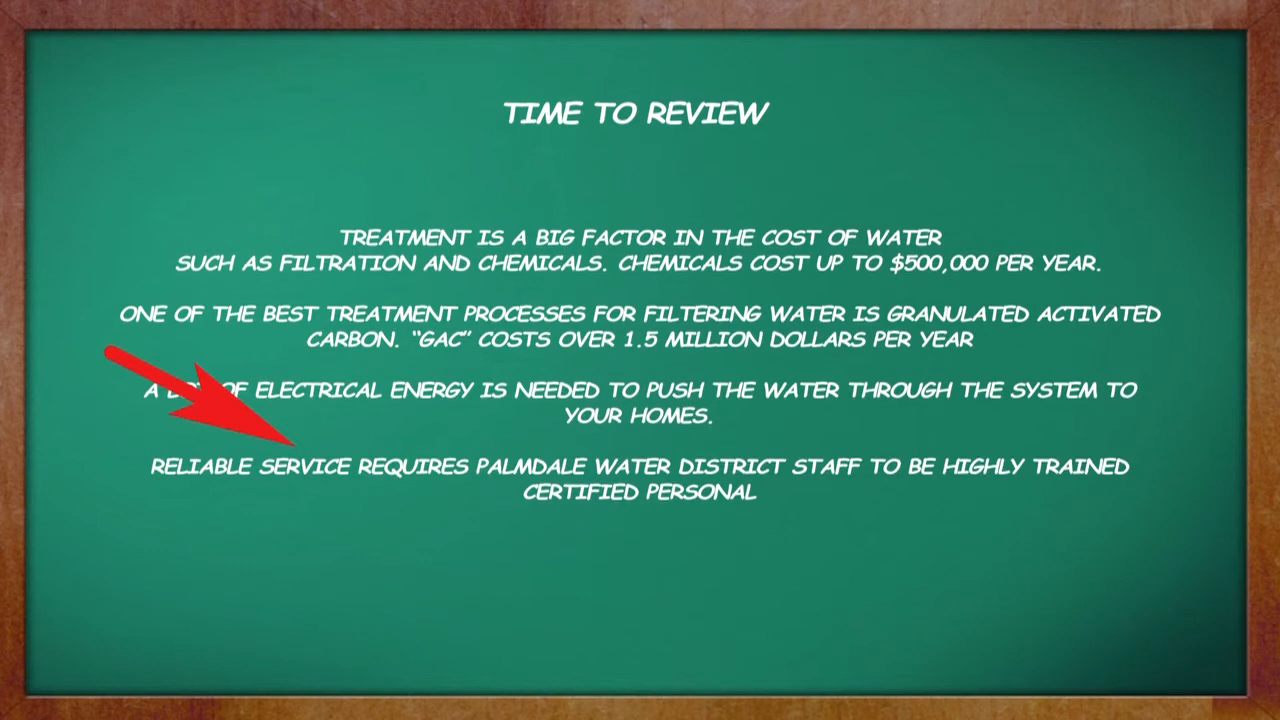 TIME TO REVIEW
TREATMENT IS A BIG FACTOR IN THE COST OF WATER
SUCH AS FILTRATION AND CHEMICALS. CHEMICALS COST UP TO $500,000 PER YEAR.
ONE OF THE BEST TREATMENT PROCESSES FOR FILTERING WATER IS GRANULATED ACTIVATED
CARBON. “GAC” COSTS OVER 1.5 MILLION DOLLARS PER YEAR
A LOT OF ELECTRICAL ENERGY IS NEEDED TO PUSH THE WATER THROUGH THE SYSTEM TO
YOUR HOMES.
RELIABLE SERVICE REQUIRES PALMDALE WATER DISTRICT STAFF TO BE HIGHLY TRAINED
CERTIFIED PERSONAL